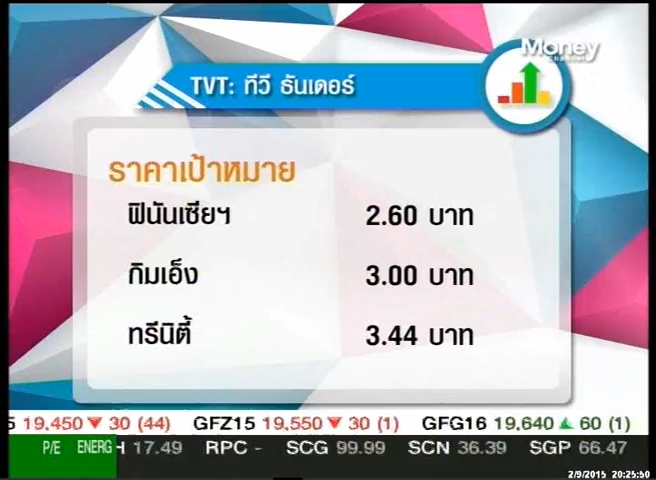 Money
Channel
TVT: ทีวี ธันเดอร์
ราคาเป้าหมาย
ฟินันเซียฯ 2.60 บาท
กิมเอ็ง 3.00 บาท
ทรีนิตี้ 3.44 บาท
5 19,450 ▼ 30 (44) GFZ15 19,550 ▼ 30 (1) GFG16 19,640 ▲ 60 (1)
P/E ENERG H 17.49 RPC - SCG 99.99 SCN 36.39 SGP 66.47
2/9/2015 20:25:50